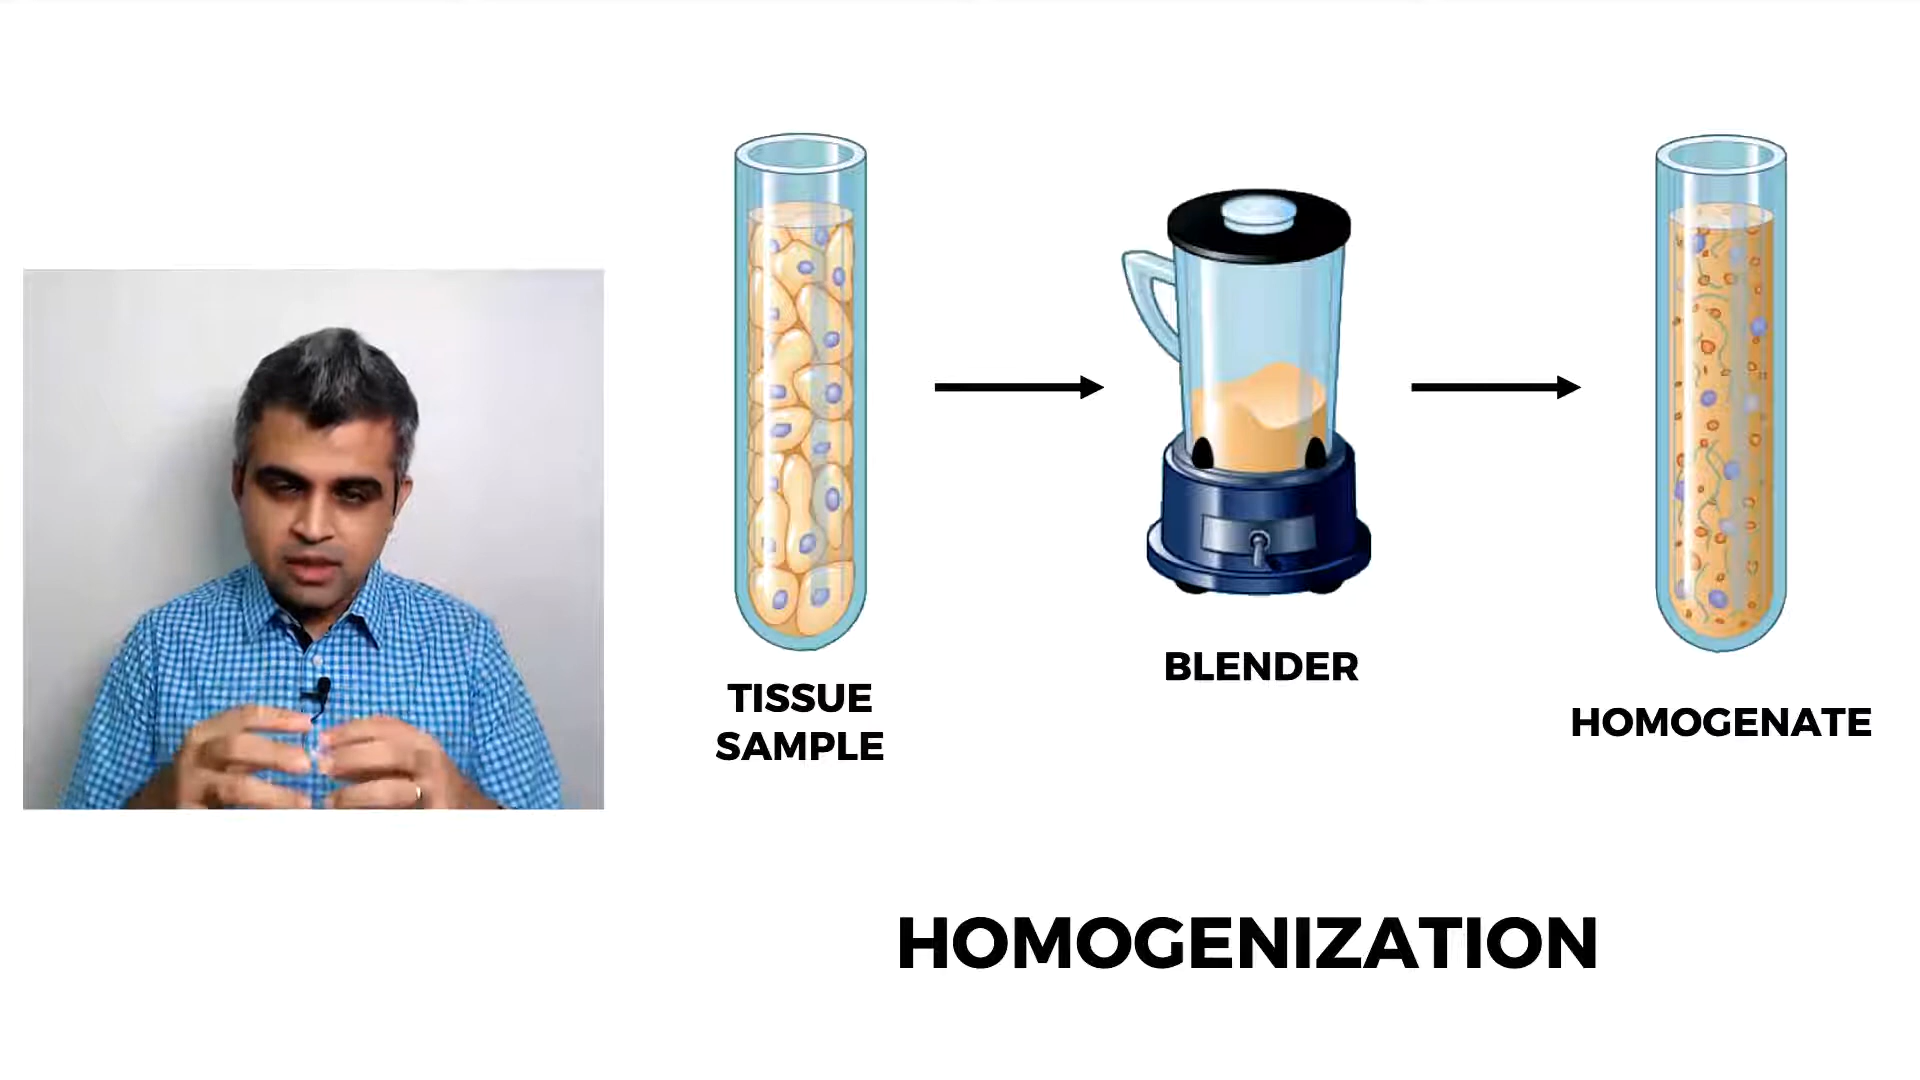 TISSUE
SAMPLE
BLENDER
HOMOGENATE
HOMOGENIZATION